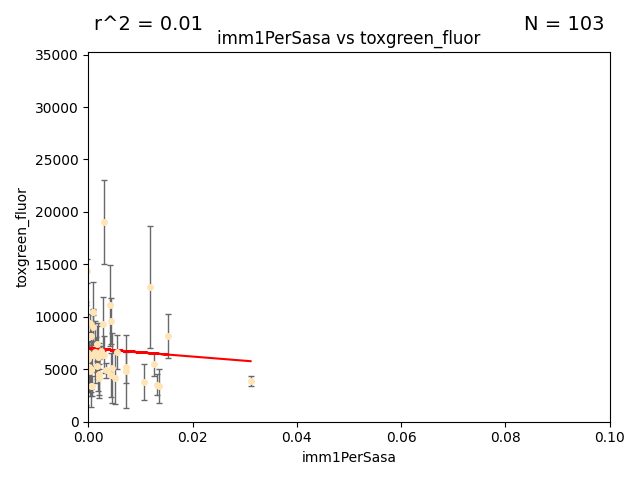 r^2 = 0.01
N = 103
imm1PerSasa vs toxgreen_fluor
35000
30000
25000
20000
15000
10000
5000
0
toxgreen_fluor
0.00
0.02
0.04
0.06
0.08
0.10
imm1PerSasa